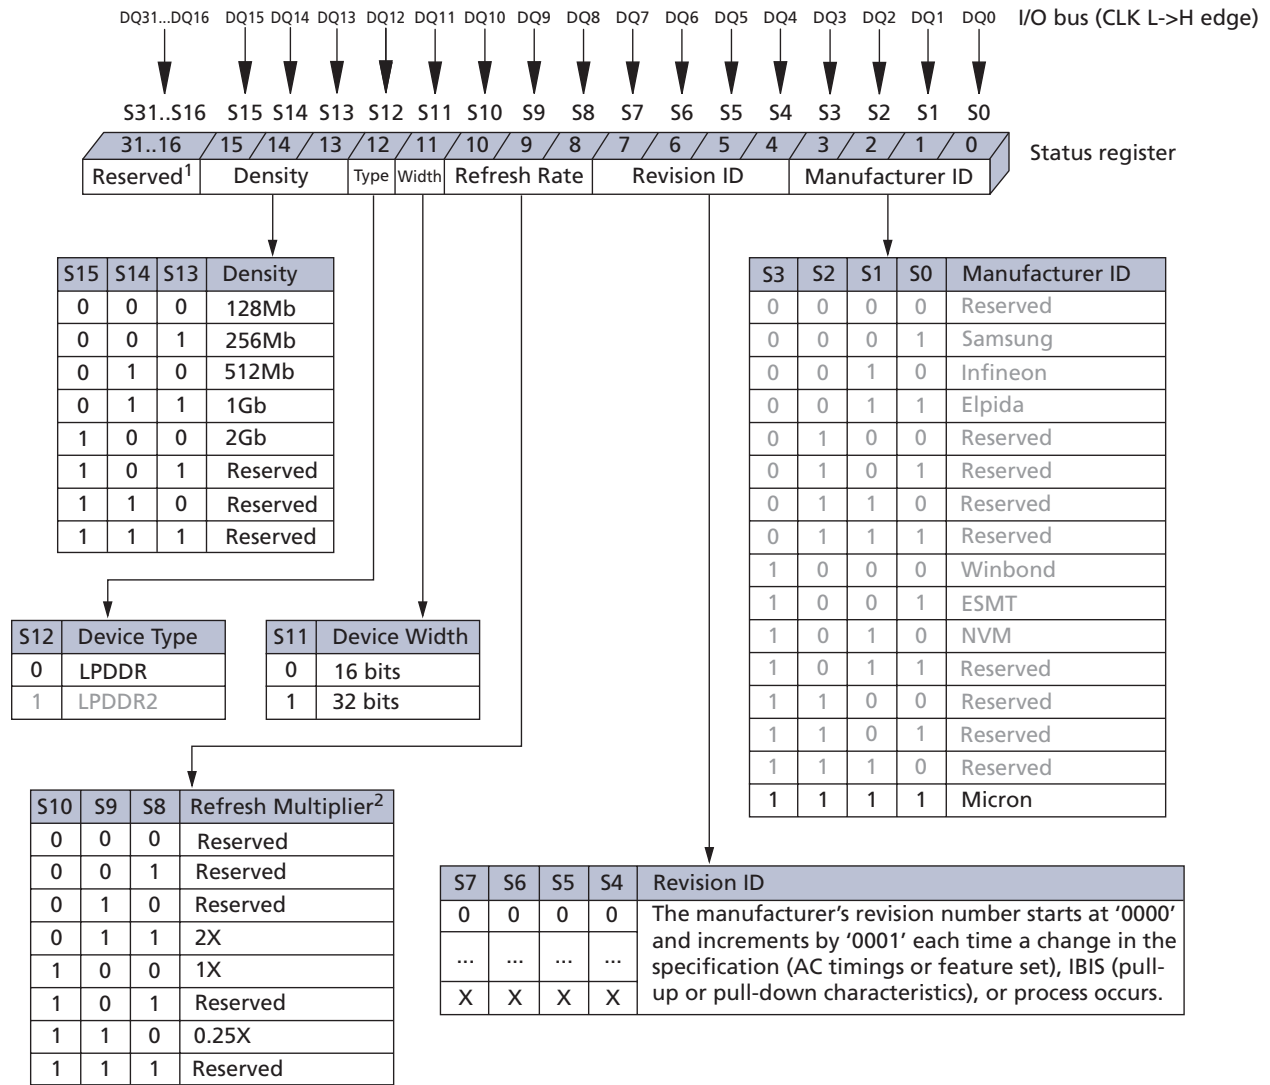 DQ31...DQ16 DQ15 DQ14 DQ13 DQ12 DQ11 DQ10 DQ9 DQ8 DQ7 DQ6 DQ5 DQ4 DQ3 DQ2 DQ1 DQ0 I/O bus (CLK L->H edge)
S31..S16 S15 S14 S13 S12 S11 S10 S9 S8 S7 S6 S5 S4 S3 S2 S1 S0
31..16 15 14 13 12 11 10 9 8 7 6 5 4 3 2 1 0 Status register
Reserved1 Density Type Width Refresh Rate Revision ID Manufacturer ID
S15 S14 S13 Density
0 0 0 128Mb
0 0 1 256Mb
0 1 0 512Mb
0 1 1 1Gb
1 0 0 2Gb
1 0 1 Reserved
1 1 0 Reserved
1 1 1 Reserved
S3 S2 S1 S0 Manufacturer ID
0 0 0 0 Reserved
0 0 0 1 Samsung
0 0 1 0 Infineon
0 0 1 1 Elpida
0 1 0 0 Reserved
0 1 0 1 Reserved
0 1 1 0 Reserved
0 1 1 1 Reserved
1 0 0 0 Winbond
1 0 0 1 ESMT
1 0 1 0 NVM
1 0 1 1 Reserved
1 1 0 0 Reserved
1 1 0 1 Reserved
1 1 1 0 Reserved
1 1 1 1 Micron
S12 Device Type
0 LPDDR
1 LPDDR2
S11 Device Width
0 16 bits
1 32 bits
S10 S9 S8 Refresh Multiplier2
0 0 0 Reserved
0 0 1 Reserved
0 1 0 Reserved
0 1 1 2X
1 0 0 1X
1 0 1 Reserved
1 1 0 0.25X
1 1 1 Reserved
S7 S6 S5 S4 Revision ID
0 0 0 0 The manufacturer's revision number starts at '0000'
and increments by '0001' each time a change in the
... ... ... ... specification (AC timings or feature set), IBIS (pull-
X X X X up or pull-down characteristics), or process occurs.